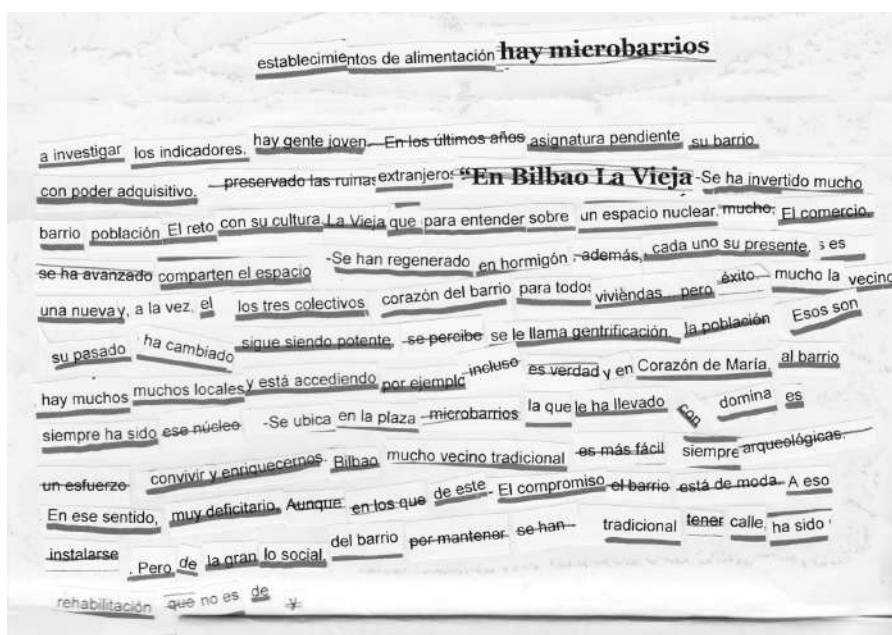 establecimientos de alimentación hay microbarrios
a investigar los indicadores. hay gente joven. En los últimos años asignatura pendiente su barrio
con poder adquisitivo. preservado las ruinas extranjeros “En Bilbao La Vieja -Se ha invertido mucho
barrio población El reto con su cultura La Vieja que para entender sobre un espacio nuclear. mucho. El comercio.
se ha avanzado comparten el espacio -Se han regenerado en hormigón además, cada uno su presente, s es
una nueva y, a la vez, el los tres colectivos corazón del barrio para todos viviendas... pero éxito mucho la vecino
su pasado ha cambiado sigue siendo potente se percibe se le llama gentrificación. la población Esos son
hay muchos muchos locales y está accediendo por ejemplo incluso es verdad y en Corazón de María, al barrio
siempre ha sido ese núcleo -Se ubica en la plaza microbarrios la que le ha llevado con domina es
un esfuerzo convivir y enriquecernos. Bilbao mucho vecino tradicional es más fácil siempre arqueológicas.
. En ese sentido, muy deficitario. Aunque en los que de este - El compromiso el barrio está de moda. A eso
instalarse . Pero de la gran lo social del barrio por mantener se han tradicional tener calle, ha sido
rehabilitación que no es de y